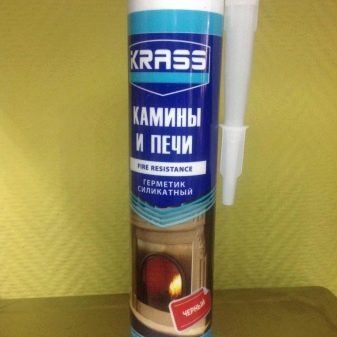 KRASS
КАМИНЫ
И ПЕЧИ
FIRE RESISTANCE
ГЕРМЕТИК
СИЛИКАТНЫЙ
ЧЕРНЫЙ